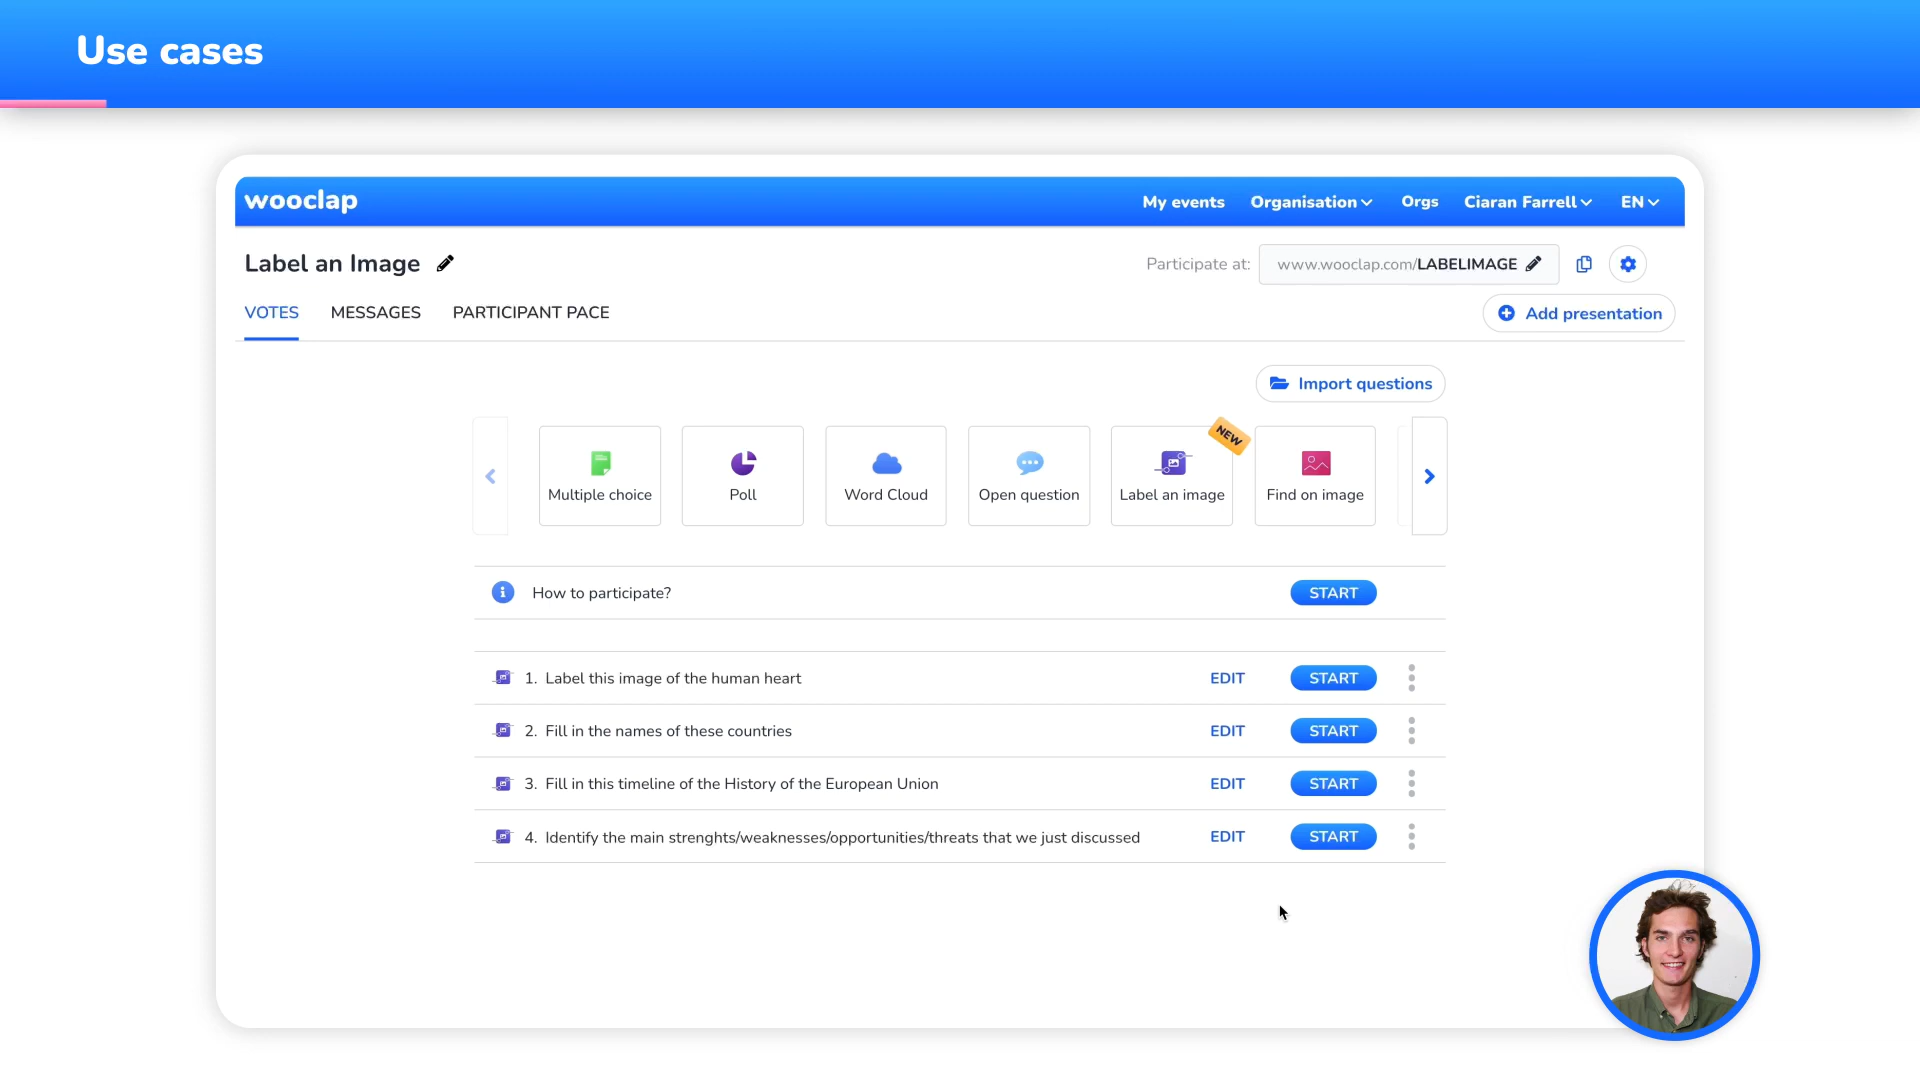 Use cases
wooclap
My events
Organisation
Orgs
Ciaran Farrell
EN
Label an Image
Participate at:
www.wooclap.com/LABELIMAGE
VOTES
MESSAGES
PARTICIPANT PACE
Add presentation
Import questions
NEW
Multiple choice
Poll
Word Cloud
Open question
Label an image
Find on image
How to participate?
START
1. Label this image of the human heart
EDIT
START
2. Fill in the names of these countries
EDIT
START
3. Fill in this timeline of the History of the European Union
EDIT
START
4. Identify the main strenghts/weaknesses/opportunities/threats that we just discussed
EDIT
START